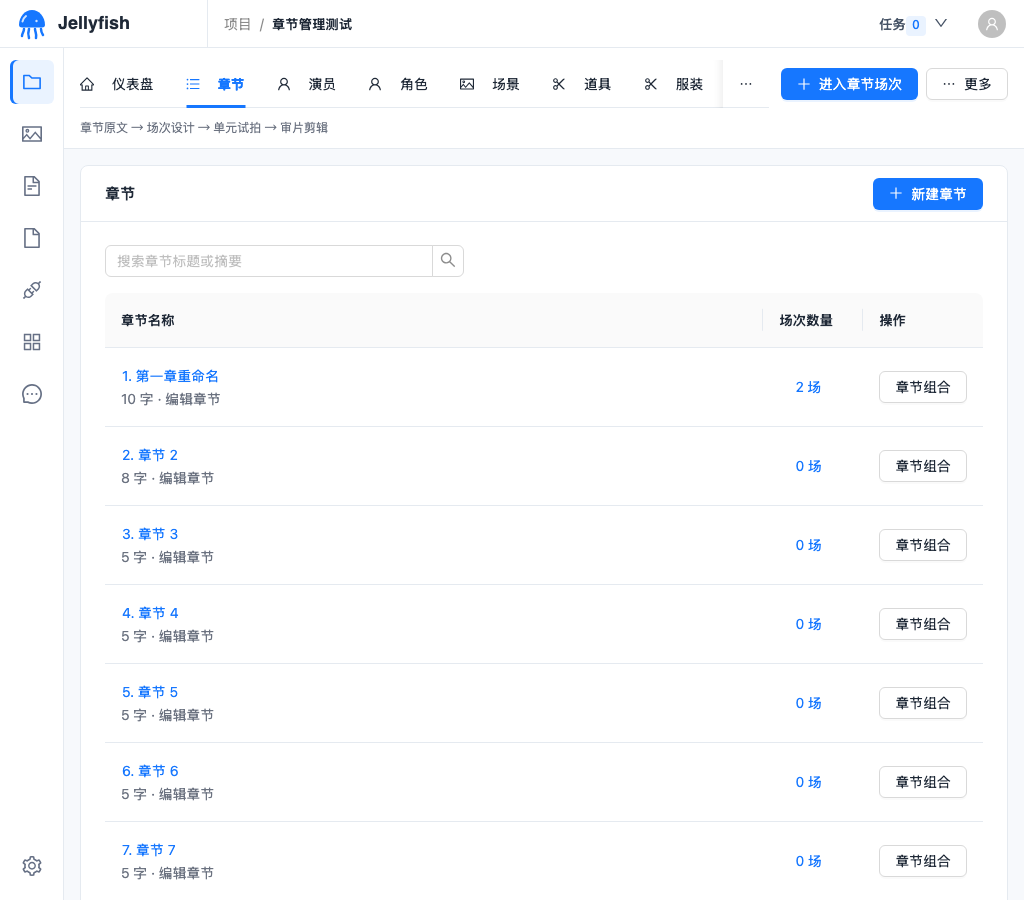 Jellyfish
项目 / 章节管理测试
任务 0
仪表盘 章节 演员 角色 场景 道具 服装 ··· + 进入章节场次 ··· 更多
章节原文 → 场次设计 → 单元试拍 → 审片剪辑
章节
+ 新建章节
搜索章节标题或摘要
章节名称 场次数量 操作
1. 第一章重命名
10 字 · 编辑章节
2 场 章节组合
2. 章节 2
8 字 · 编辑章节
0 场 章节组合
3. 章节 3
5 字 · 编辑章节
0 场 章节组合
4. 章节 4
5 字 · 编辑章节
0 场 章节组合
5. 章节 5
5 字 · 编辑章节
0 场 章节组合
6. 章节 6
5 字 · 编辑章节
0 场 章节组合
7. 章节 7
5 字 · 编辑章节
0 场 章节组合